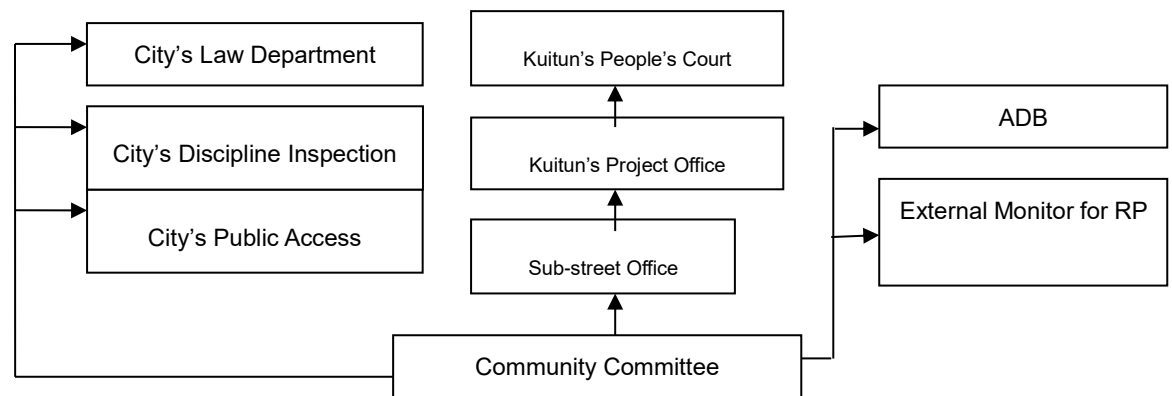 City’s Law Department
City’s Discipline Inspection
City’s Public Access
Kuitun’s People’s Court
Kuitun’s Project Office
Sub-street Office
ADB
External Monitor for RP
Community Committee